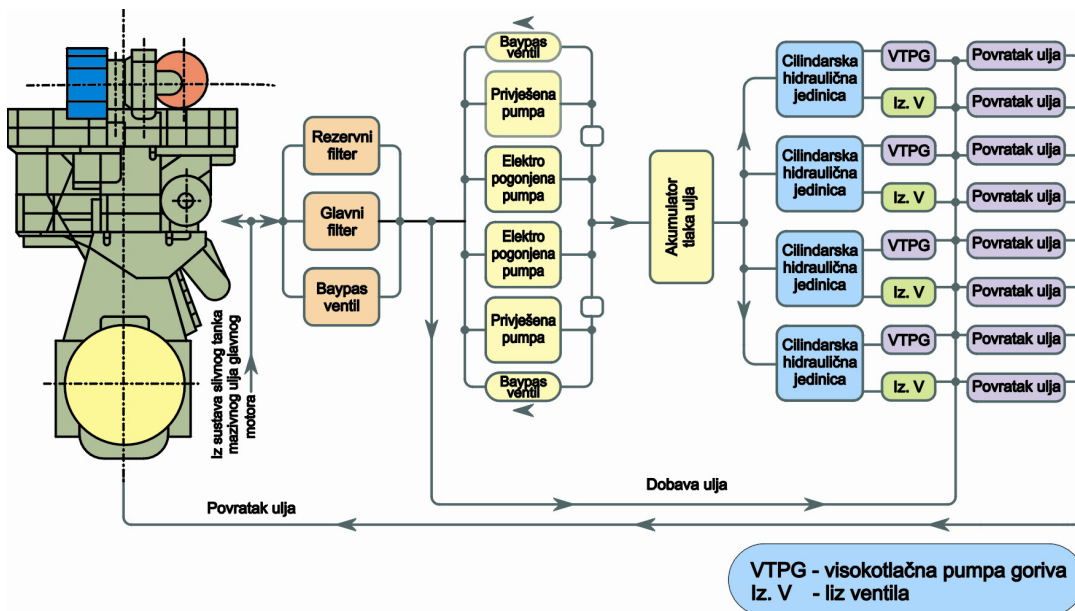 Baypas
ventil
Privješena
pumpa
Elektro
pogonjena
pumpa
Elektro
pogonjena
pumpa
Privješena
pumpa
Baypas
ventil
Rezervni
filter
Glavni
filter
Baypas
ventil
Iz sustava slivnog tanka
mazivnog ulja glavnog
motora
Akumulator
tlaka ulja
Cilindarska
hidraulična
jedinica
VTPG
Povratak ulja
Iz. V
Povratak ulja
Cilindarska
hidraulična
jedinica
VTPG
Povratak ulja
Iz. V
Povratak ulja
Cilindarska
hidraulična
jedinica
VTPG
Povratak ulja
Iz. V
Povratak ulja
Cilindarska
hidraulična
jedinica
VTPG
Povratak ulja
Iz. V
Povratak ulja
Dobava ulja
Povratak ulja
VTPG - visokotlačna pumpa goriva
Iz. V - liz ventila